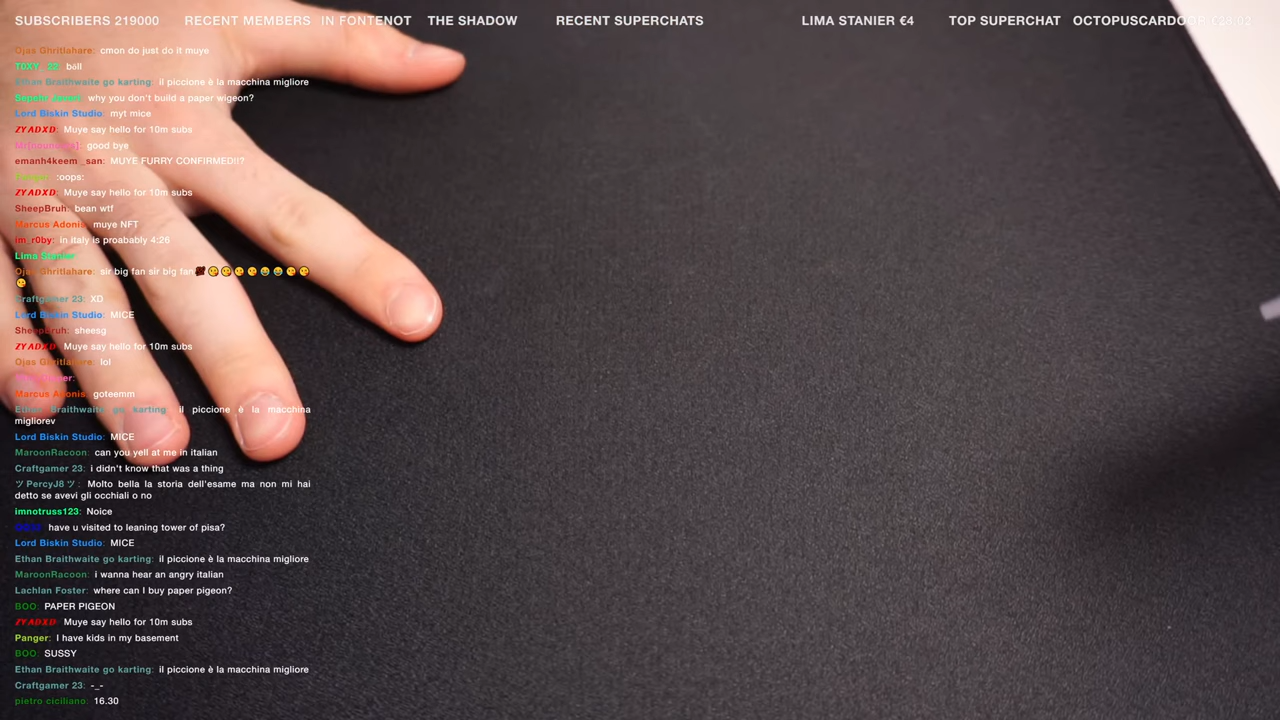 SUBSCRIBERS 219000 RECENT MEMBERS IN FONTENOT THE SHADOW RECENT SUPERCHATS LIMA STANIER €4 TOP SUPERCHAT OCTOPUSCARDOOR €28,02
Ojas Ghritlahare: cmon do just do it muye
T0XY_22: böll
Ethan Braithwaite go karting: il piccione è la macchina migliore
why you don't build a paper wigeon?
Lord Biskin Studio: myt mice
ZYADXD: Muye say hello for 10m subs
good bye
emanh4keem _san: MUYE FURRY CONFIRMED!!?
:oops:
ZYADXD: Muye say hello for 10m subs
SheepBruh: bean wtf
Marcus Adonis: muye NFT
im_r0by: in italy is proabably 4:26
Lima Stanier
Ojas Ghritlahare: sir big fan sir big fan
Craftgamer 23: XD
Lord Biskin Studio: MICE
SheepBruh: sheesg
ZYADXD: Muye say hello for 10m subs
Ojas Ghritlahare: lol
Marcus Adonis: goteemm
Ethan Braithwaite go karting: il piccione è la macchina
migliorev
Lord Biskin Studio: MICE
MaroonRacoon: can you yell at me in italian
Craftgamer 23: i didn't know that was a thing
ツ PercyJ8 ツ : Molto bella la storia dell'esame ma non mi hai
detto se avevi gli occhiali o no
imnotruss123: Noice
have u visited to leaning tower of pisa?
Lord Biskin Studio: MICE
Ethan Braithwaite go karting: il piccione è la macchina migliore
MaroonRacoon: i wanna hear an angry italian
Lachlan Foster: where can I buy paper pigeon?
BOO: PAPER PIGEON
ZYADXD: Muye say hello for 10m subs
Panger: I have kids in my basement
BOO: SUSSY
Ethan Braithwaite go karting: il piccione è la macchina migliore
Craftgamer 23: -_-
pietro ciciliano: 16.30